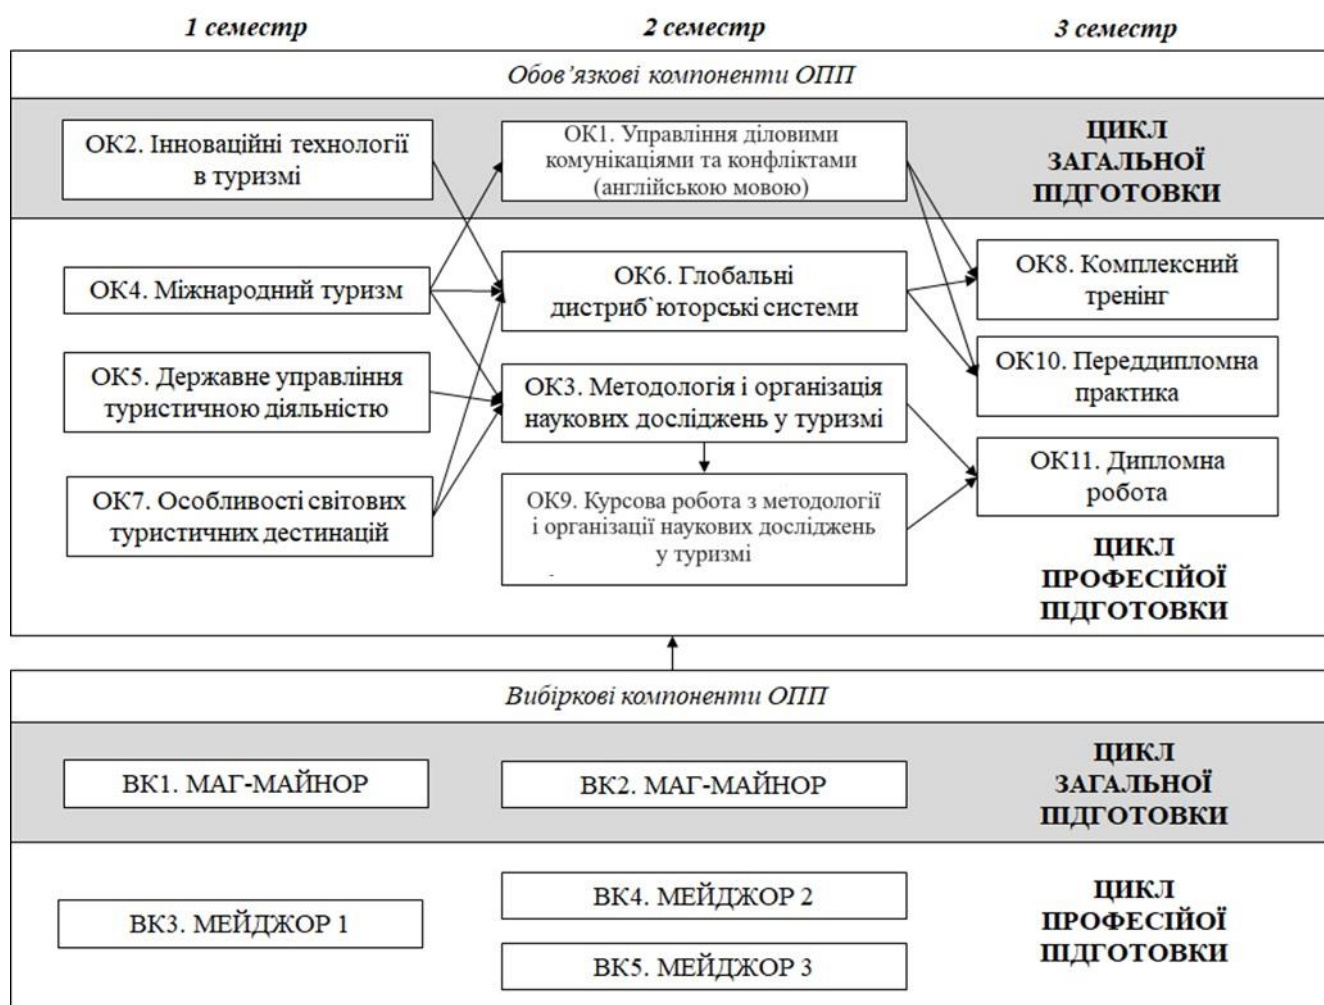 1 семестр
2 семестр
3 семестр
Обов’язкові компоненти ОПП
ОК2. Інноваційні технології
в туризмі
ОК1. Управління діловими
комунікаціями та конфліктами
(англійською мовою)
ЦИКЛ
ЗАГАЛЬНОЇ
ПІДГОТОВКИ
ОК4. Міжнародний туризм
ОК6. Глобальні
дистриб`юторські системи
ОК8. Комплексний
тренінг
ОК5. Державне управління
туристичною діяльністю
ОК3. Методологія і організація
наукових досліджень у туризмі
ОК10. Переддипломна
практика
ОК7. Особливості світових
туристичних дестинацій
ОК9. Курсова робота з методології
і організації наукових досліджень
у туризмі
ОК11. Дипломна
робота
ЦИКЛ
ПРОФЕСІЙОЇ
ПІДГОТОВКИ
Вибіркові компоненти ОПП
ВК1. МАГ-МАЙНОР
ВК2. МАГ-МАЙНОР
ЦИКЛ
ЗАГАЛЬНОЇ
ПІДГОТОВКИ
ВК3. МЕЙДЖОР 1
ВК4. МЕЙДЖОР 2
ВК5. МЕЙДЖОР 3
ЦИКЛ
ПРОФЕСІЙОЇ
ПІДГОТОВКИ